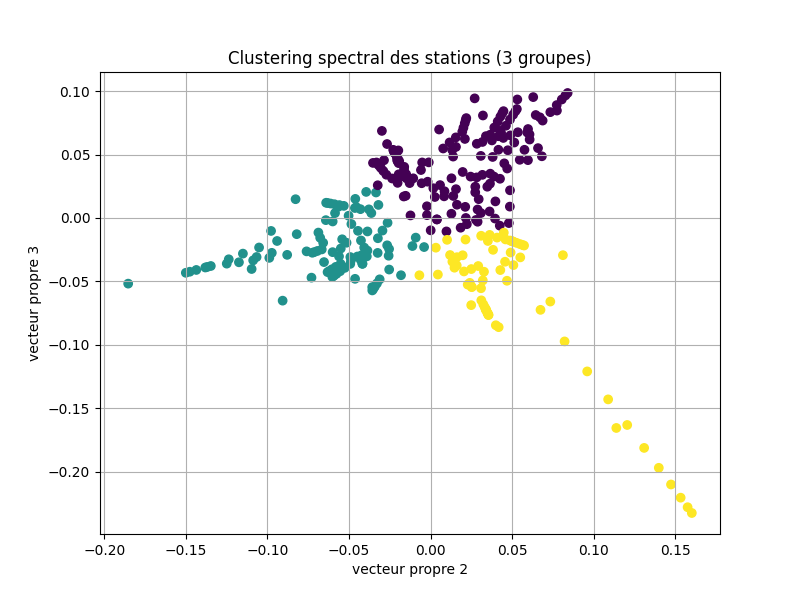 Clustering spectral des stations (3 groupes)
vecteur propre 3
0.10
0.05
0.00
−0.05
−0.10
−0.15
−0.20
−0.20 −0.15 −0.10 −0.05 0.00 0.05 0.10 0.15
vecteur propre 2